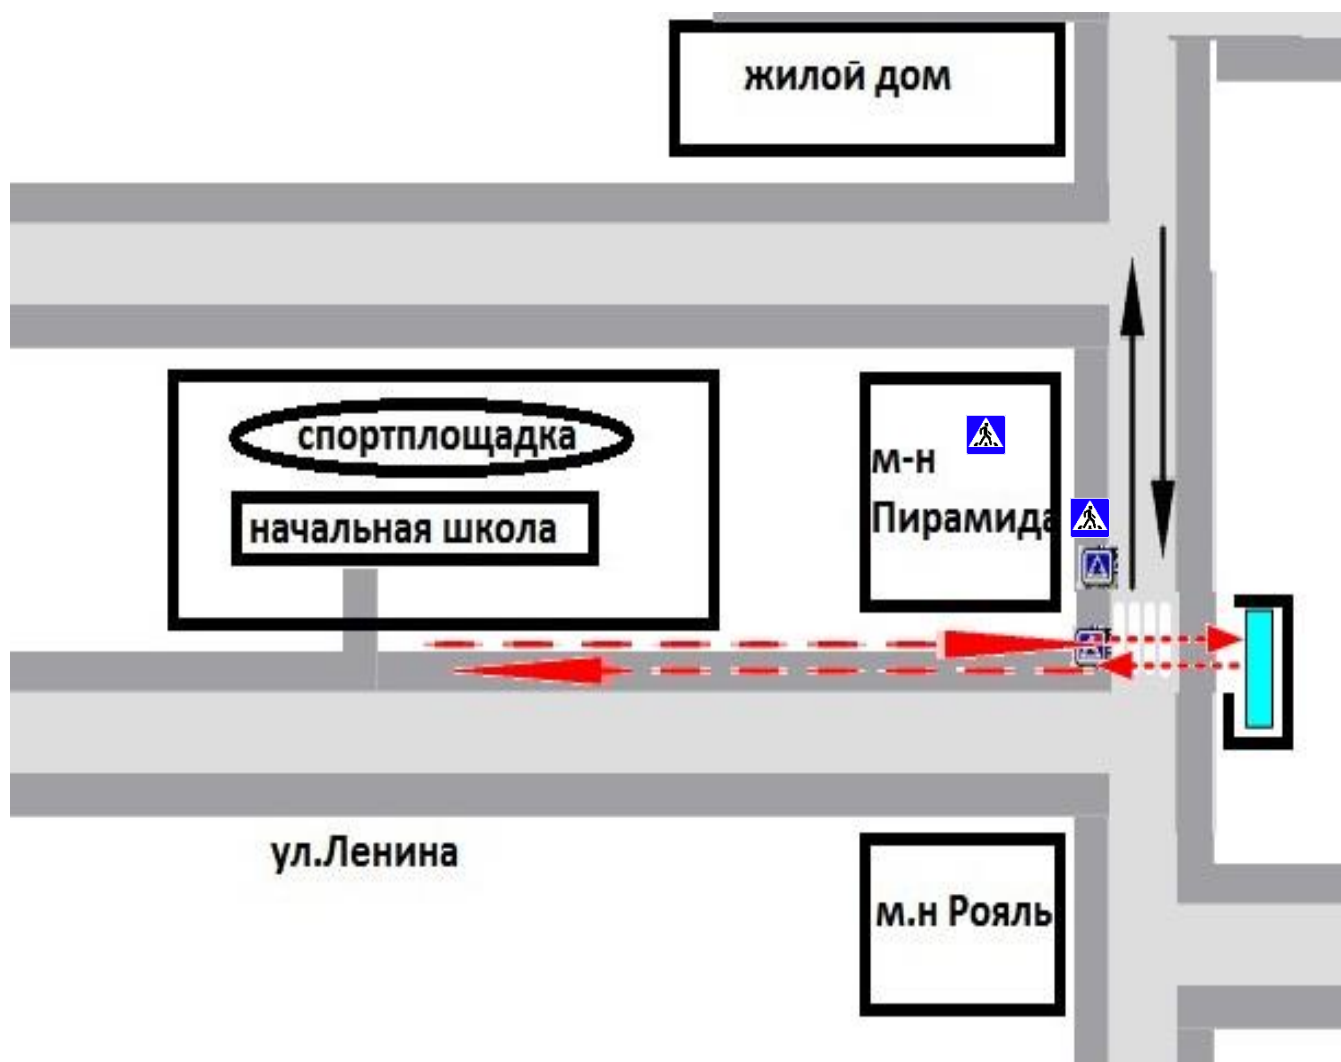 жилой дом
спортплощадка
начальная школа
м-н
Пирамида
ул.Ленина
м.н Рояль